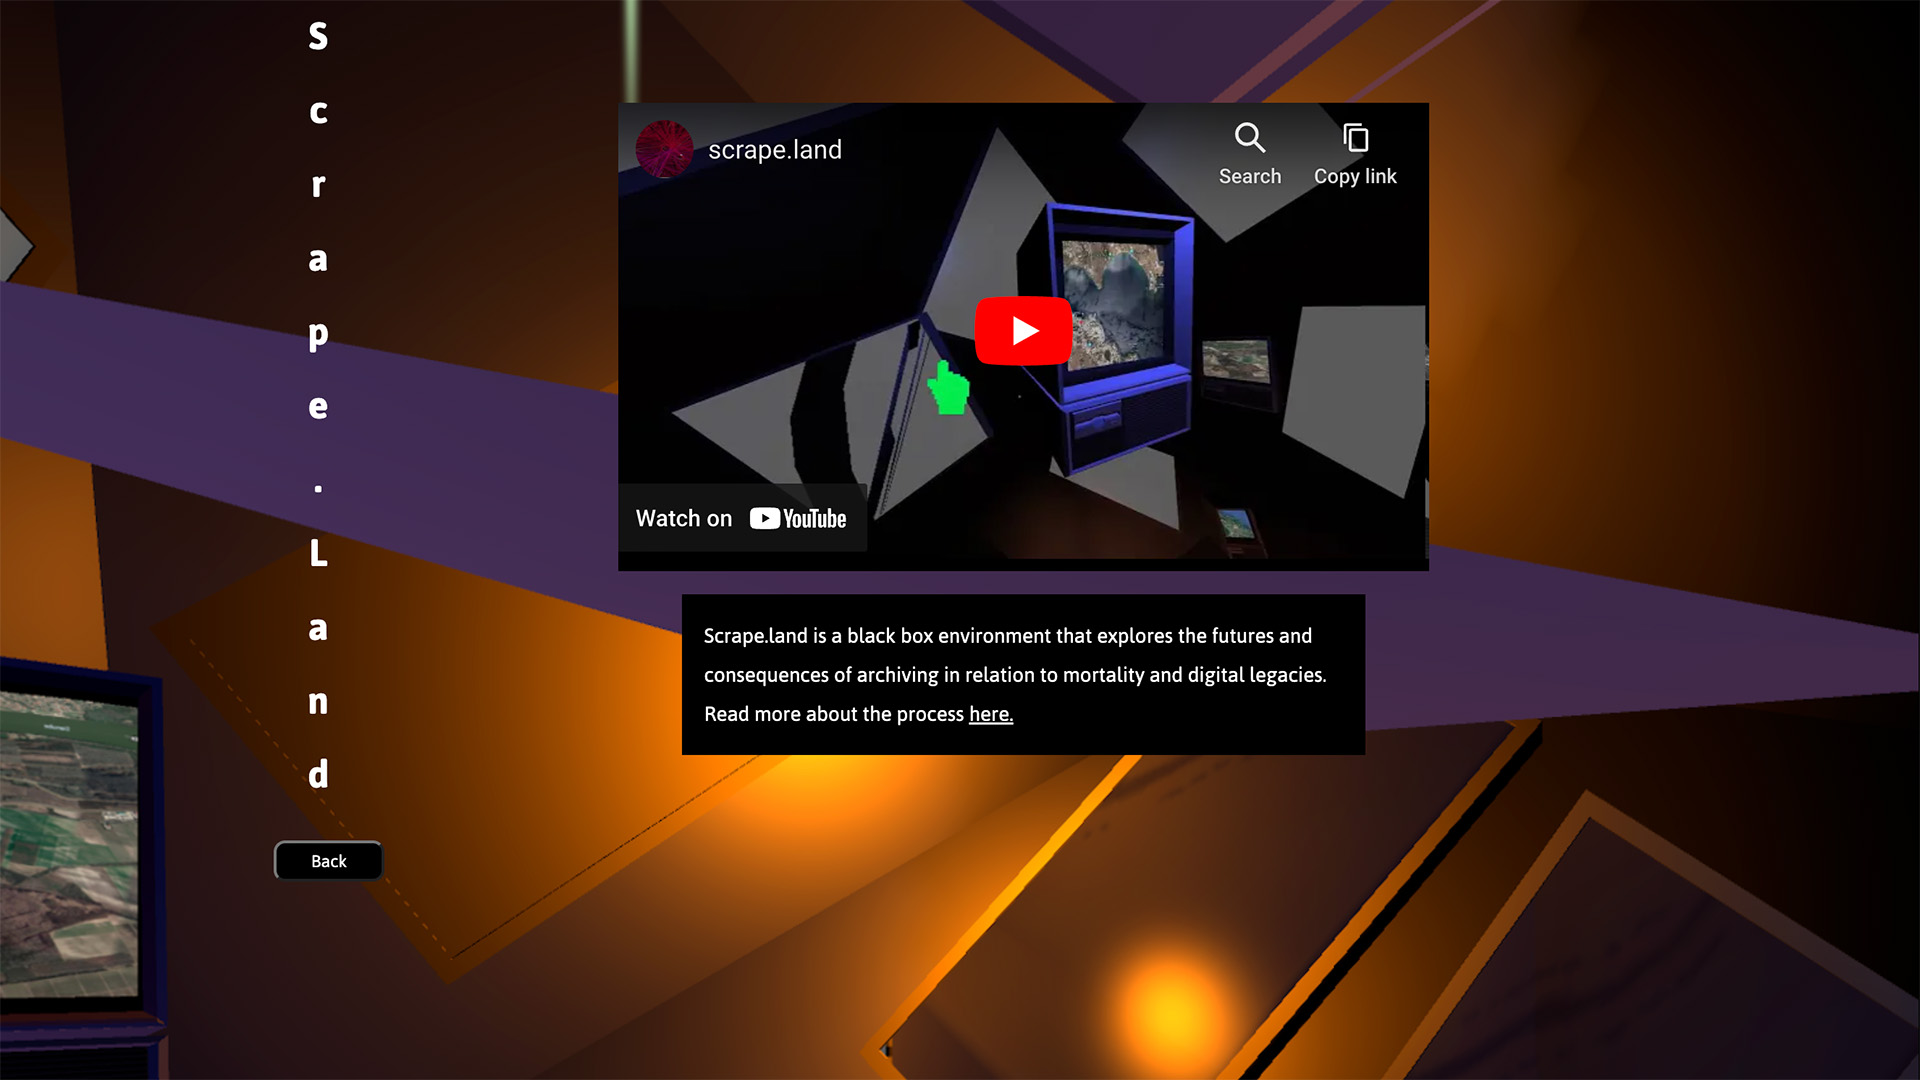 Scrape.Land
scrape.land
Search
Copy link
Watch on YouTube
Scrape.land is a black box environment that explores the futures and
consequences of archiving in relation to mortality and digital legacies.
Read more about the process here.
Back